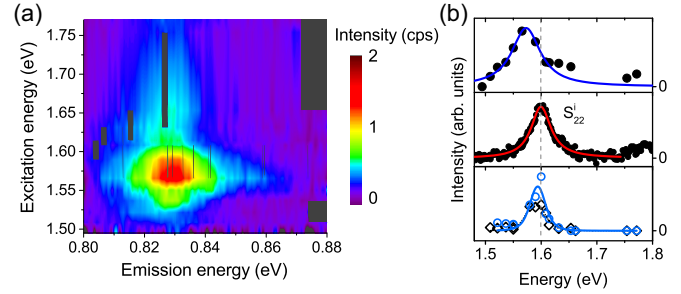 (a)
Excitation energy (eV)
1.75
1.70
1.65
1.60
1.55
1.50
0.80
0.82
0.84
0.86
0.88
Emission energy (eV)
Intensity (cps)
2
1
0
(b)
Intensity (arb. units)
0
S22^i
0
0
1.5
1.6
1.7
1.8
Energy (eV)